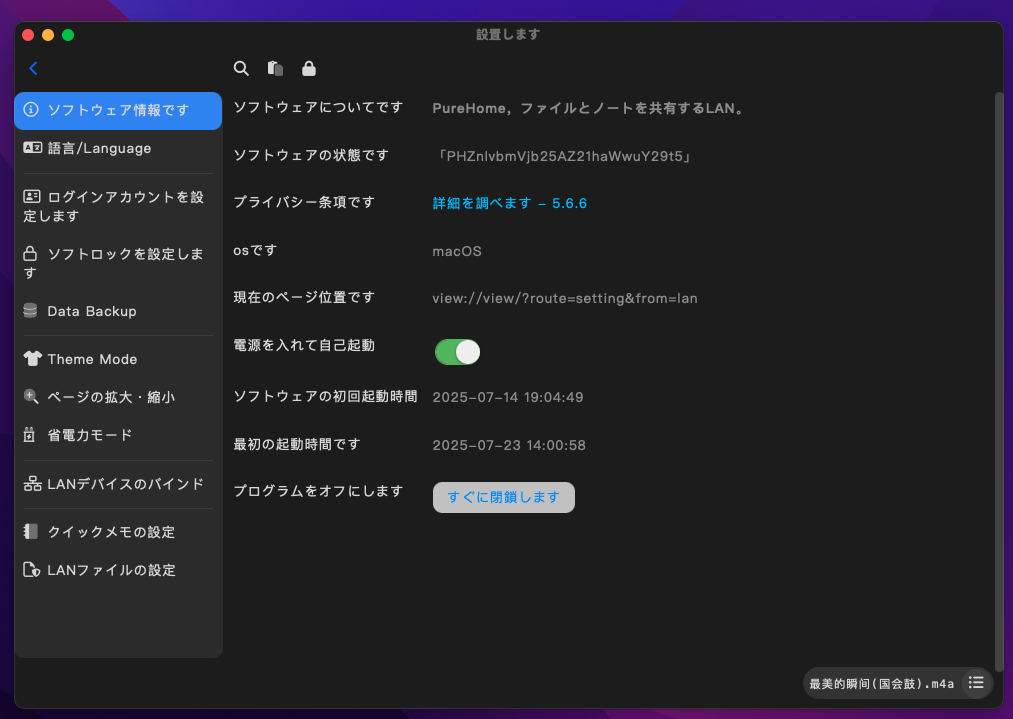 設置します
ソフトウェア情報です
語言/Language
ログインアカウントを設
定します
ソフトロックを設定しま
す
Data Backup
Theme Mode
ページの拡大・縮小
省電力モード
LANデバイスのバインド
クイックメモの設定
LANファイルの設定
ソフトウェアについてです
PureHome，ファイルとノートを共有するLAN。
ソフトウェアの状態です
「PHZnlvbmVjb25AZ21haWwuY29t5」
プライバシー条項です
詳細を調べます - 5.6.6
osです
macOS
現在のページ位置です
view://view/?route=setting&from=lan
電源を入れて自己起動
ソフトウェアの初回起動時間
2025-07-14 19:04:49
最初の起動時間です
2025-07-23 14:00:58
プログラムをオフにします
すぐに閉鎖します
最美的瞬间(国会鼓).m4a